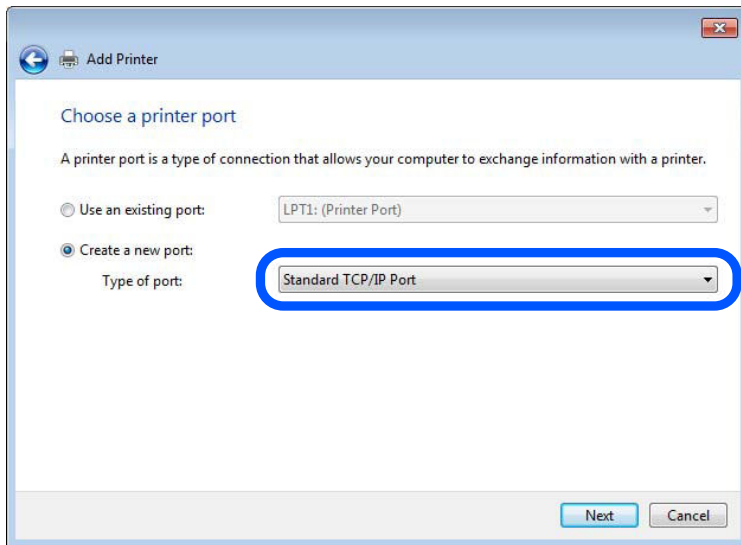 Add Printer
Choose a printer port
A printer port is a type of connection that allows your computer to exchange information with a printer.
Use an existing port: LPT1: (Printer Port)
Create a new port:
Type of port: Standard TCP/IP Port
Next Cancel